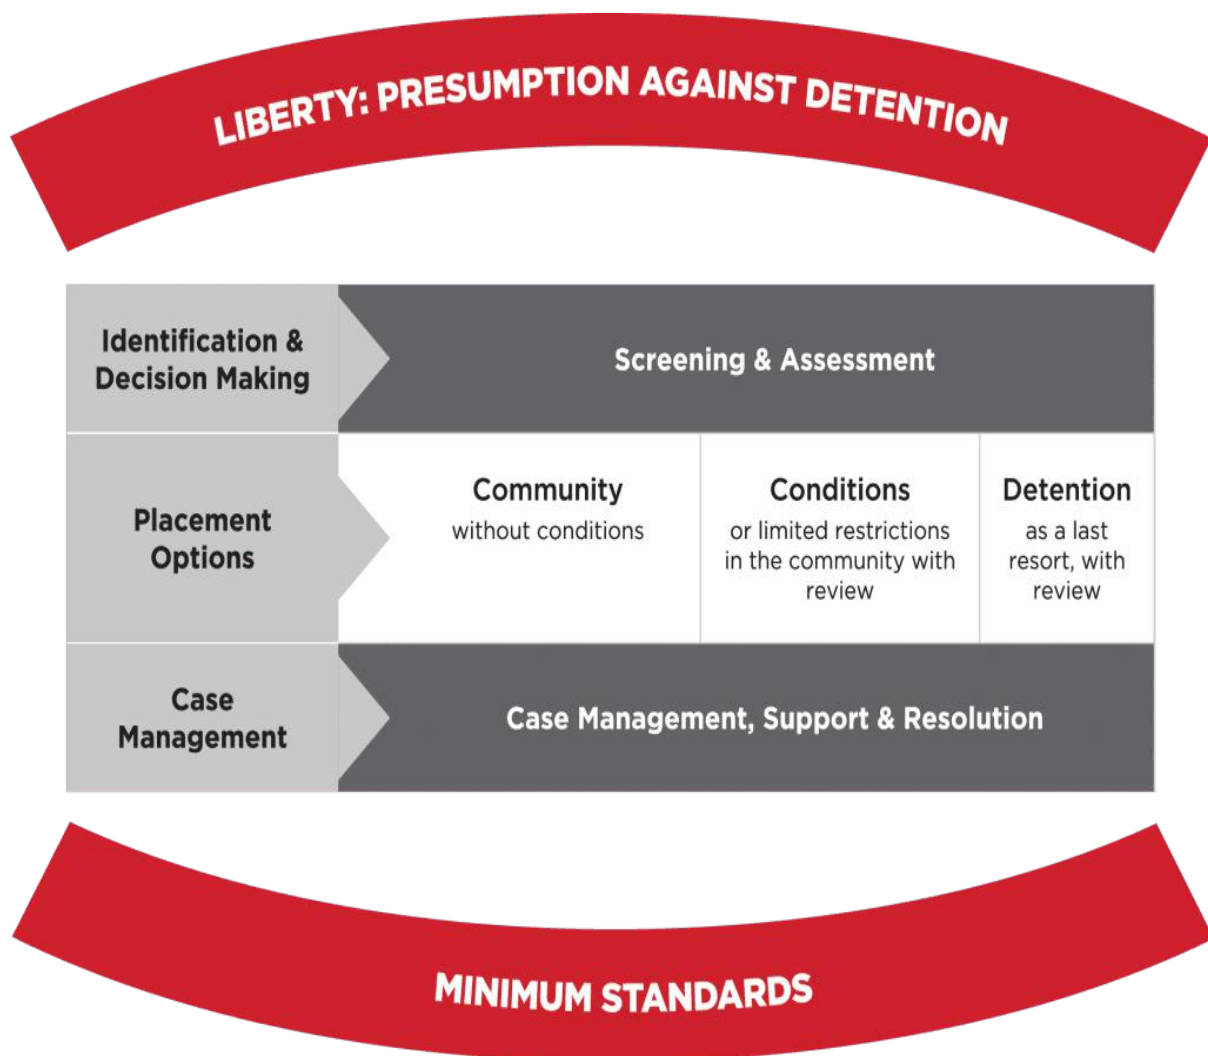 LIBERTY: PRESUMPTION AGAINST DETENTION
Identification &
Decision Making
Screening & Assessment
Placement
Options
Community
without conditions
Conditions
or limited restrictions
in the community with
review
Detention
as a last
resort, with
review
Case
Management
Case Management, Support & Resolution
MINIMUM STANDARDS